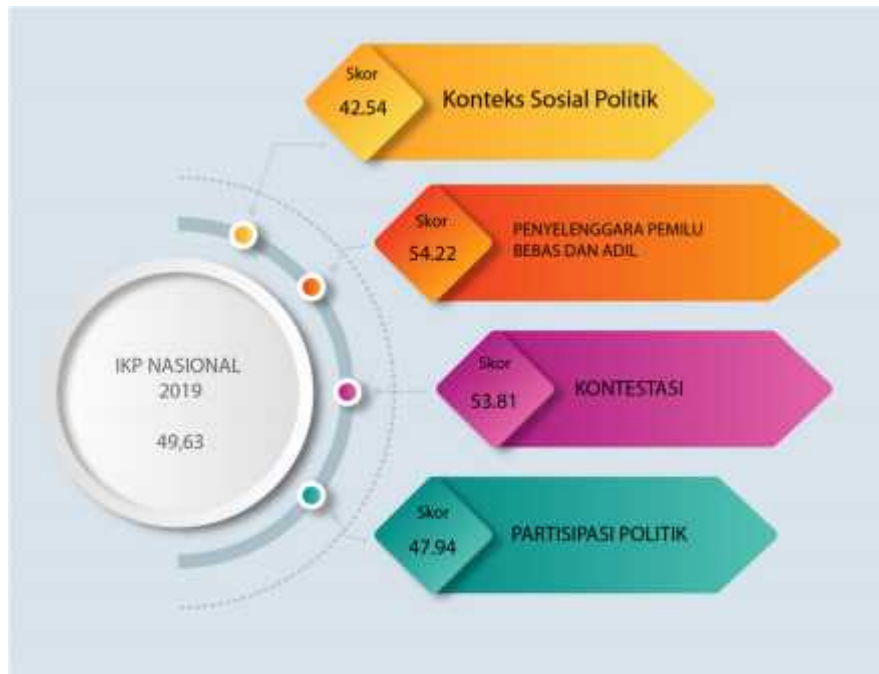 Skor
42.54
Konteks Sosial Politik
Skor
54.22
PENYELENGGARA PEMILU
BEBAS DAN ADIL
IKP NASIONAL
2019
49,63
Skor
53.81
KONTESTASI
Skor
47.94
PARTISIPASI POLITIK